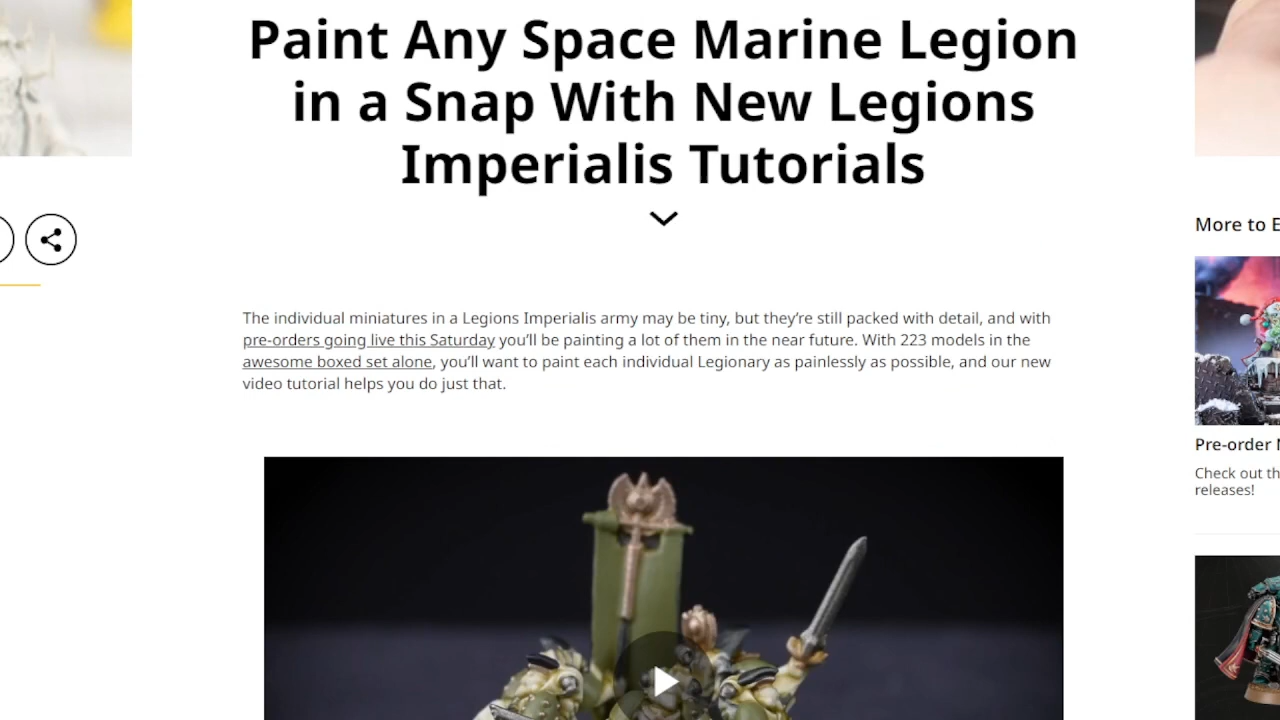 Paint Any Space Marine Legion
in a Snap With New Legions
Imperialis Tutorials
The individual miniatures in a Legions Imperialis army may be tiny, but they’re still packed with detail, and with
pre-orders going live this Saturday you’ll be painting a lot of them in the near future. With 223 models in the
awesome boxed set alone, you’ll want to paint each individual Legionary as painlessly as possible, and our new
video tutorial helps you do just that.
More to E
Pre-order
Check out th
releases!